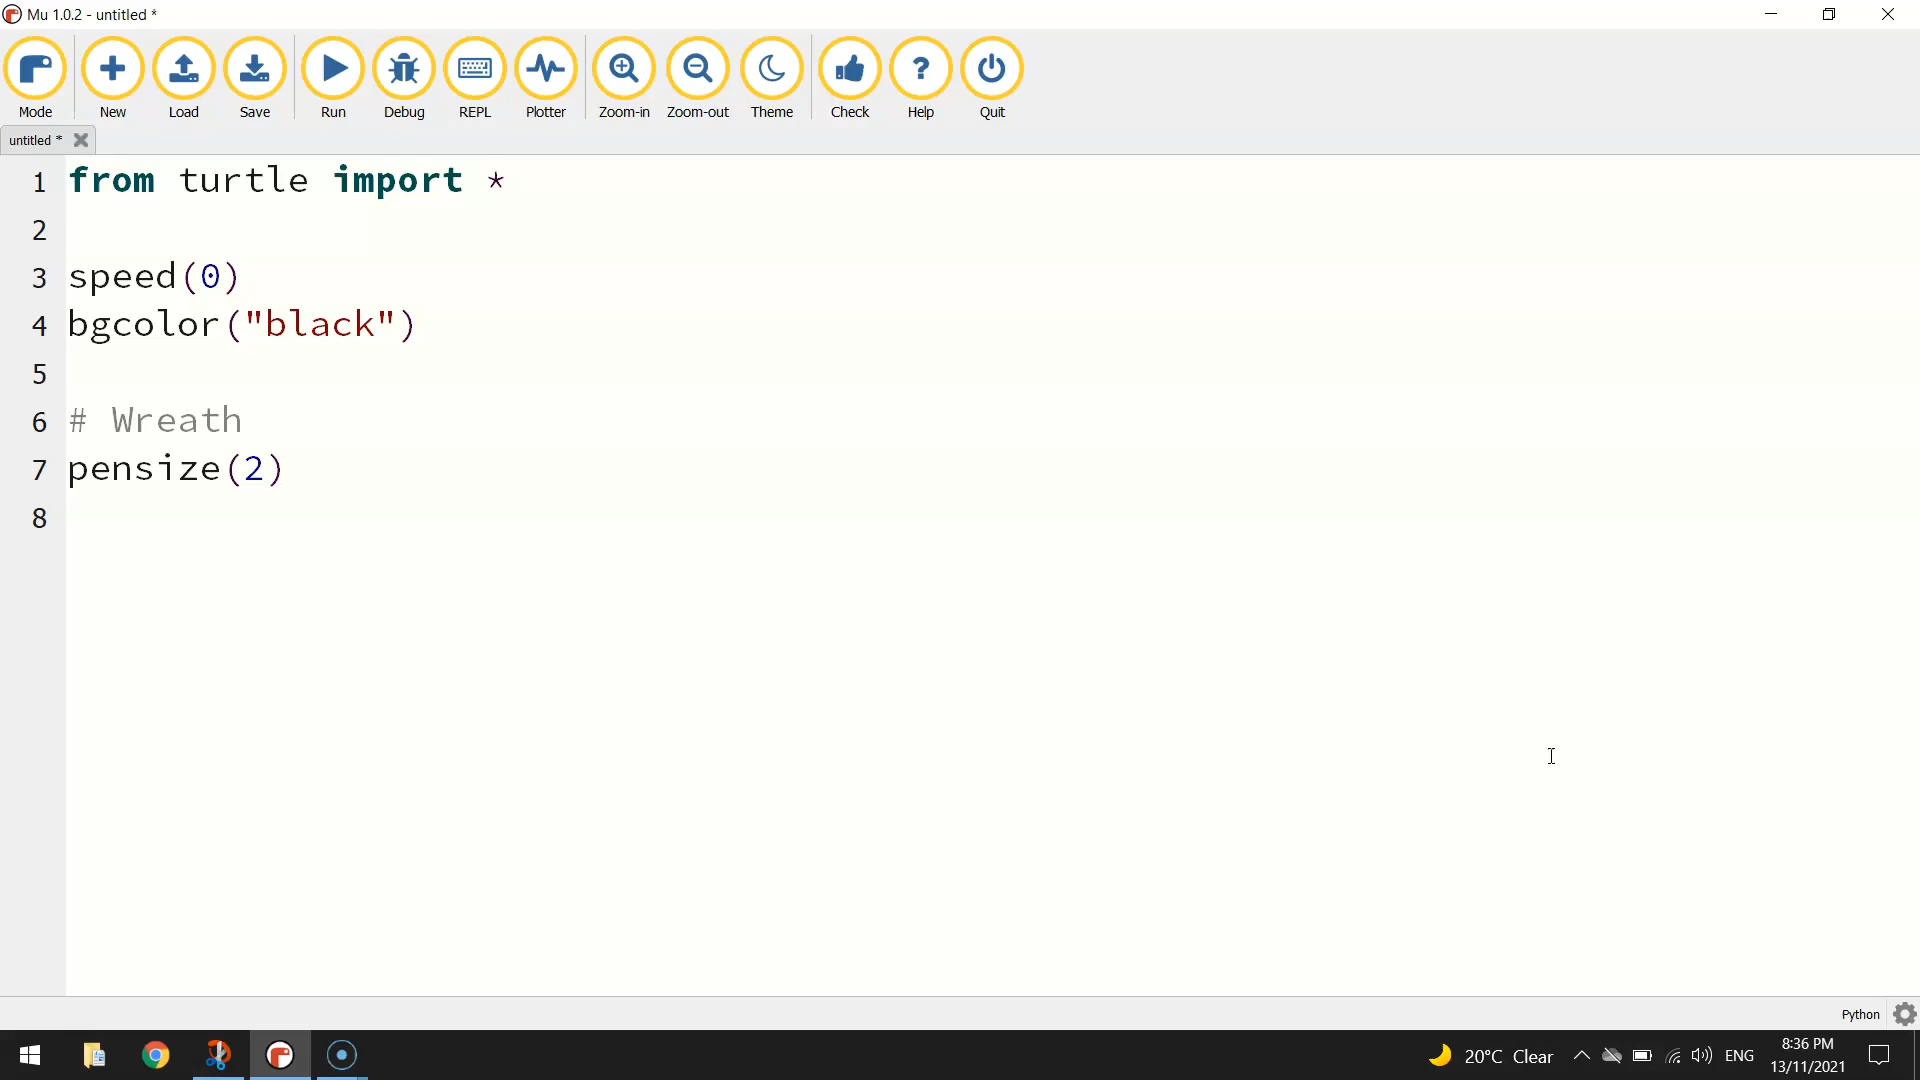 Mu 1.0.2 - untitled *
Mode New Load Save Run Debug REPL Plotter Zoom-in Zoom-out Theme Check Help Quit
untitled *
1 from turtle import *
2
3 speed(0)
4 bgcolor("black")
5
6 # Wreath
7 pensize(2)
8
Python
20°C Clear ENG 8:36 PM
13/11/2021